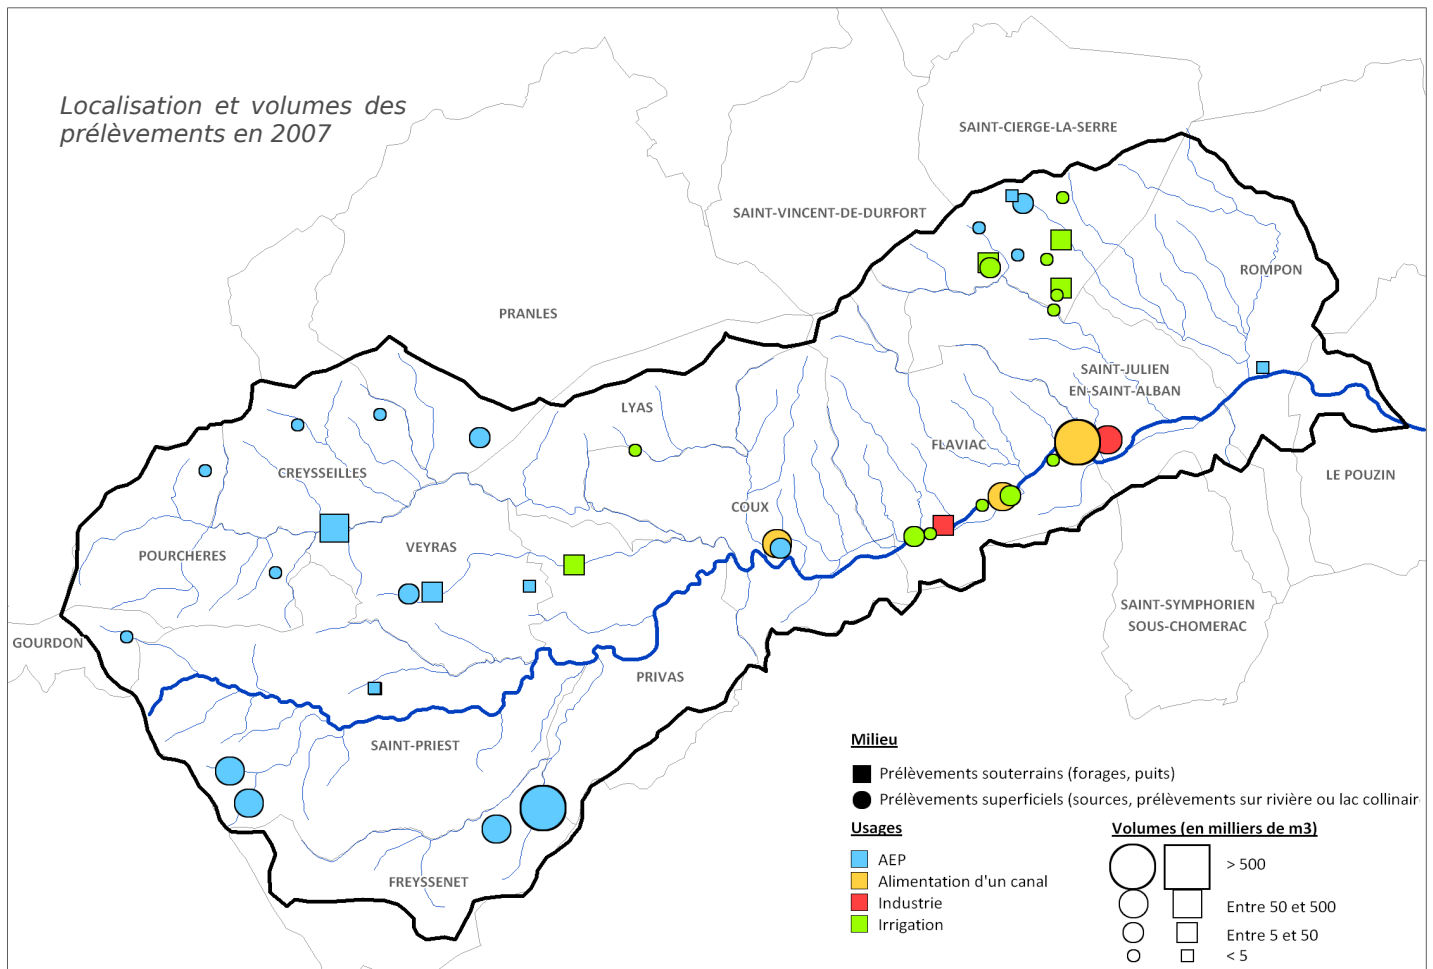 Localisation et volumes des
prélèvements en 2007
SAINT-CIERGE-LA-SERRE
SAINT-VINCENT-DE-DURFORT
ROMPON
PRANLES
SAINT-JULIEN
EN-SAINT-ALBAN
LYAS
FLAVIAC
CREYSSEILLES
LE POUZIN
COUX
VEYRAS
POURCHERES
SAINT-SYMPHORIEN
SOUS-CHOMERAC
GOURDON
PRIVAS
SAINT-PRIEST
FREYSSENET
Milieu
Prélèvements souterrains (forages, puits)
Prélèvements superficiels (sources, prélèvements sur rivière ou lac collinair
Usages
AEP
Alimentation d'un canal
Industrie
Irrigation
Volumes (en milliers de m3)
> 500
Entre 50 et 500
Entre 5 et 50
< 5